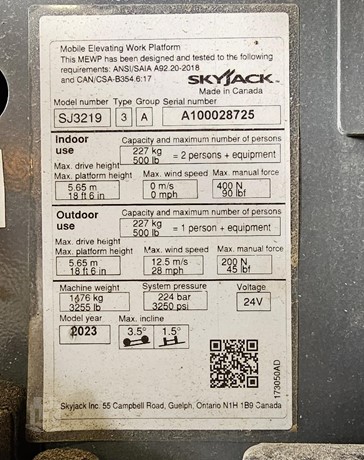 Mobile Elevating Work Platform
This MEWP has been designed and tested to the following
requirements: ANSI/SAIA A92.20-2018
and CAN/CSA-B354.6:17
SKYJACK
Made in Canada
Model number Type Group Serial number
SJ3219 3 A A100028725
Indoor use
Capacity and maximum number of persons
227 kg
500 lb
= 2 persons + equipment
Max. drive height/
Max. platform height Max. wind speed Max. manual force
5.65 m 0 m/s 400 N
18 ft 6 in 0 mph 90 lbf
Outdoor use
Capacity and maximum number of persons
227 kg
500 lb
= 1 person + equipment
Max. drive height/
Max. platform height Max. wind speed Max. manual force
5.65 m 12.5 m/s 200 N
18 ft 6 in 28 mph 45 lbf
Machine weight System pressure Voltage
1476 kg 224 bar 24V
3255 lb 3250 psi
Model year Max. incline
2023 3.5° 1.5°
173050AD
Skyjack Inc. 55 Campbell Road, Guelph, Ontario N1H 1B9 Canada